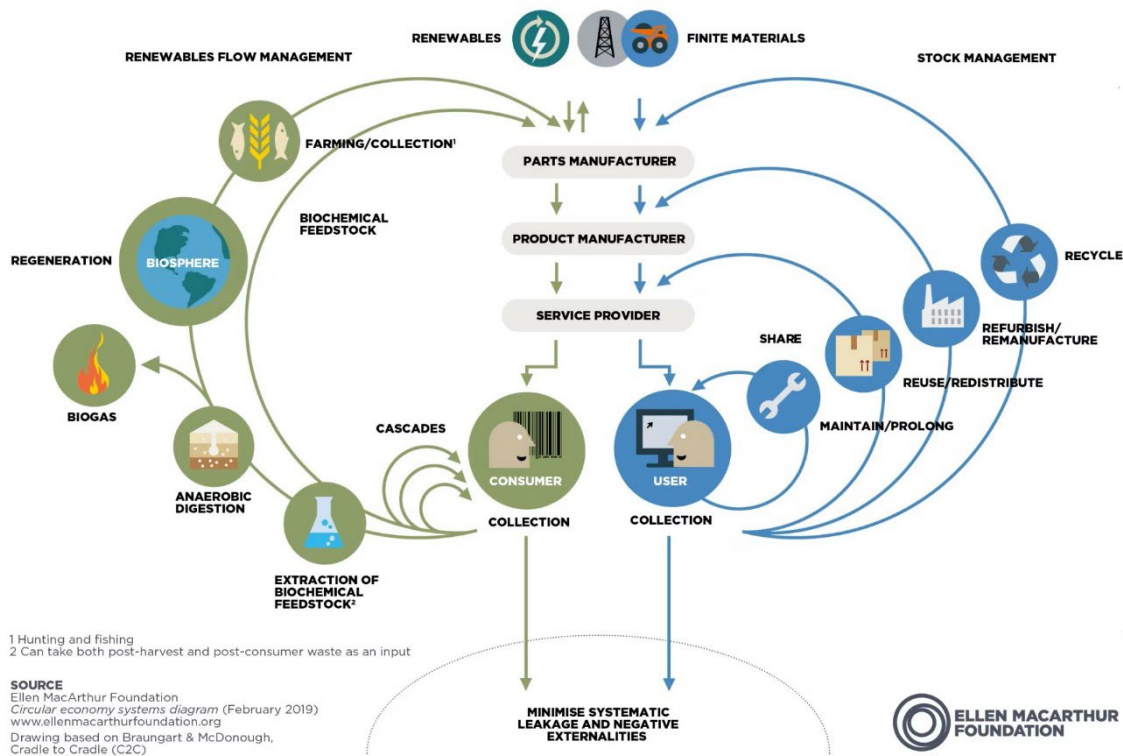 RENEWABLES
FINITE MATERIALS
RENEWABLES FLOW MANAGEMENT
STOCK MANAGEMENT
FARMING/COLLECTION¹
PARTS MANUFACTURER
BIOCHEMICAL
FEEDSTOCK
PRODUCT MANUFACTURER
REGENERATION
BIOSPHERE
RECYCLE
SERVICE PROVIDER
SHARE
REFURBISH/
REMANUFACTURE
REUSE/REDISTRIBUTE
BIOGAS
CASCADES
MAINTAIN/PROLONG
ANAEROBIC
DIGESTION
CONSUMER
USER
COLLECTION
COLLECTION
EXTRACTION OF
BIOCHEMICAL
FEEDSTOCK²
1 Hunting and fishing
2 Can take both post-harvest and post-consumer waste as an input
SOURCE
Ellen MacArthur Foundation
Circular economy systems diagram (February 2019)
www.ellenmacarthurfoundation.org
Drawing based on Braungart & McDonough,
Cradle to Cradle (C2C)
MINIMISE SYSTEMATIC
LEAKAGE AND NEGATIVE
EXTERNALITIES
ELLEN MACARTHUR
FOUNDATION